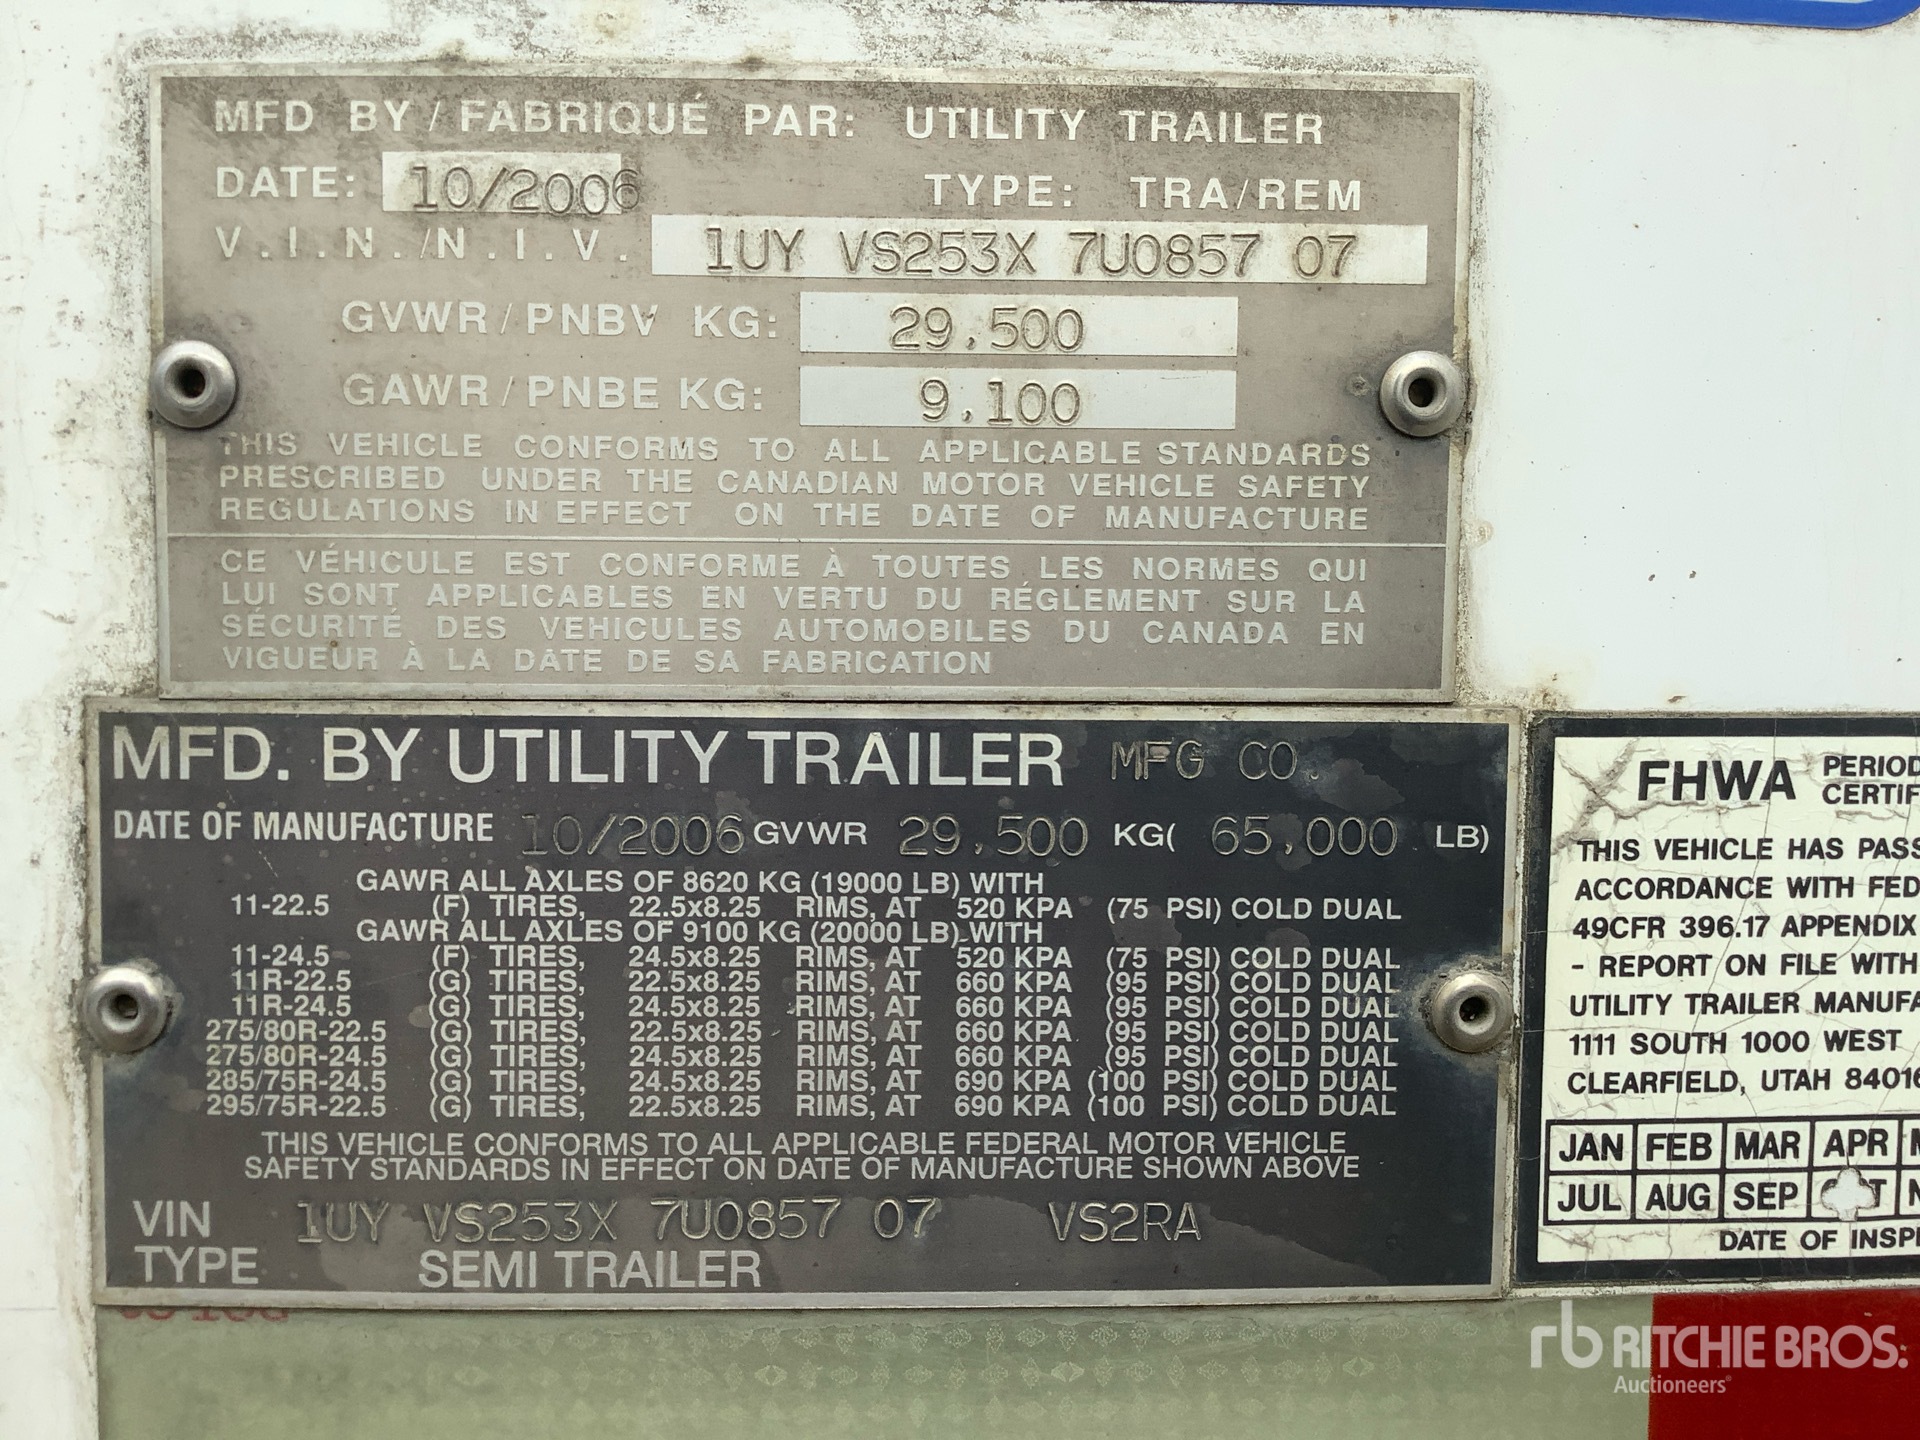 MFD BY / FABRIQUÉ PAR: UTILITY TRAILER
DATE: 10/2006 TYPE: TRA/REM
V.I.N./N.I.V. 1UY VS253X 7U0857 07
GVWR / PNBV KG: 29,500
GAWR / PNBE KG: 9,100
THIS VEHICLE CONFORMS TO ALL APPLICABLE STANDARDS
PRESCRIBED UNDER THE CANADIAN MOTOR VEHICLE SAFETY
REGULATIONS IN EFFECT ON THE DATE OF MANUFACTURE
CE VÉHICULE EST CONFORME À TOUTES LES NORMES QUI
LUI SONT APPLICABLES EN VERTU DU RÉGLEMENT SUR LA
SÉCURITÉ DES VEHICULES AUTOMOBILES DU CANADA EN
VIGUEUR À LA DATE DE SA FABRICATION
MFD. BY UTILITY TRAILER MFG CO.
DATE OF MANUFACTURE 10/2006 GVWR 29,500 KG( 65,000 LB)
GAWR ALL AXLES OF 8620 KG (19000 LB) WITH
11-22.5 (F) TIRES, 22.5x8.25 RIMS, AT 520 KPA (75 PSI) COLD DUAL
GAWR ALL AXLES OF 9100 KG (20000 LB) WITH
11-24.5 (F) TIRES, 24.5x8.25 RIMS, AT 520 KPA (75 PSI) COLD DUAL
11R-22.5 (G) TIRES, 22.5x8.25 RIMS, AT 660 KPA (95 PSI) COLD DUAL
11R-24.5 (G) TIRES, 24.5x8.25 RIMS, AT 660 KPA (95 PSI) COLD DUAL
275/80R-22.5 (G) TIRES, 22.5x8.25 RIMS, AT 660 KPA (95 PSI) COLD DUAL
275/80R-24.5 (G) TIRES, 24.5x8.25 RIMS, AT 660 KPA (95 PSI) COLD DUAL
285/75R-24.5 (G) TIRES, 24.5x8.25 RIMS, AT 690 KPA (100 PSI) COLD DUAL
295/75R-22.5 (G) TIRES, 22.5x8.25 RIMS, AT 690 KPA (100 PSI) COLD DUAL
THIS VEHICLE CONFORMS TO ALL APPLICABLE FEDERAL MOTOR VEHICLE
SAFETY STANDARDS IN EFFECT ON DATE OF MANUFACTURE SHOWN ABOVE
VIN 1UY VS253X 7U0857 07 VS2RA
TYPE SEMI TRAILER
FHWA PERIOD
CERTIF
THIS VEHICLE HAS PASS
ACCORDANCE WITH FED
49CFR 396.17 APPENDIX
- REPORT ON FILE WITH
UTILITY TRAILER MANUFA
1111 SOUTH 1000 WEST
CLEARFIELD, UTAH 84016
JAN FEB MAR APR
JUL AUG SEP
DATE OF INSP
rb RITCHIE BROS.
Auctioneers